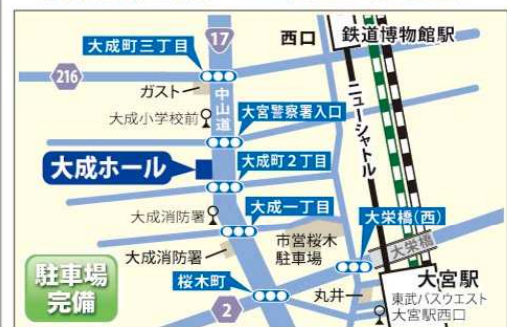 17
西口
鉄道博物館駅
大成町三丁目
216
ガスト
中山道
ニューシャトル
大成小学校前
大宮警察署入口
大成ホール
大成町2丁目
大成消防署
大成一丁目
大栄橋(西)
市営桜木
駐車場
大栄橋
大成消防署
駐車場
完備
桜木町
2
丸井
大宮駅
東武バスウエスト
大宮駅西口